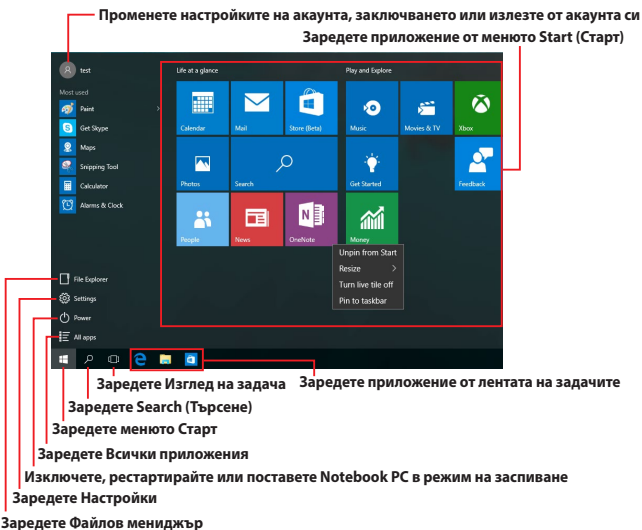 Променете настройките на акаунта, заключването или излезте от акаунта си
Заредете приложение от менюто Start (Старт)
test
Life at a glance
Play and Explore
Most used
Paint
Get Skype
Maps
Snipping Tool
Calculator
Alarms & Clock
Calendar
Mail
Store (Beta)
Music
Movies & TV
Xbox
Photos
Search
Get Started
Feedback
People
News
OneNote
Money
Unpin from Start
Resize
Turn live tile off
Pin to taskbar
File Explorer
Settings
Power
All apps
Заредете Изглед на задача
Заредете приложение от лентата на задачите
Заредете Search (Търсене)
Заредете менюто Старт
Заредете Всички приложения
Изключете, рестартирайте или поставете Notebook PC в режим на заспиване
Заредете Настройки
Заредете Файлов мениджър